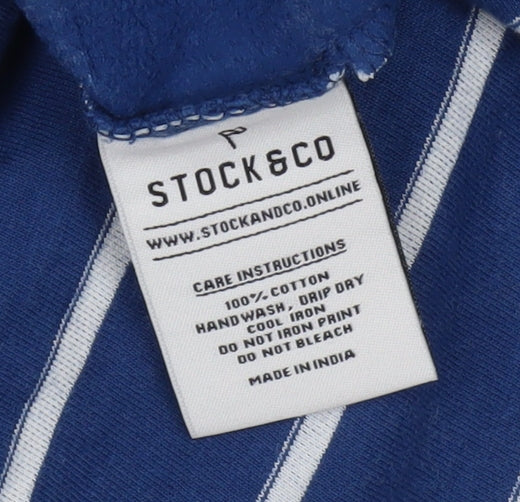 STOCK&CO
WWW.STOCKANDCO.ONLINE
CARE INSTRUCTIONS
100% COTTON
HANDWASH, DRIP DRY
COOL IRON
DO NOT IRON PRINT
DO NOT BLEACH
MADE IN INDIA